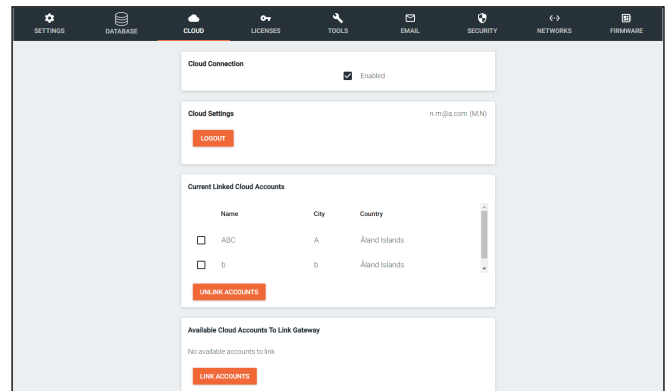 SETTINGS DATABASE CLOUD LICENSES TOOLS EMAIL SECURITY NETWORKS FIRMWARE
Cloud Connection
Enabled
Cloud Settings n.m@a.com (M,N)
LOGOUT
Current Linked Cloud Accounts
Name City Country
ABC A Åland Islands
b b Åland Islands
UNLINK ACCOUNTS
Available Cloud Accounts To Link Gateway
No available accounts to link
LINK ACCOUNTS